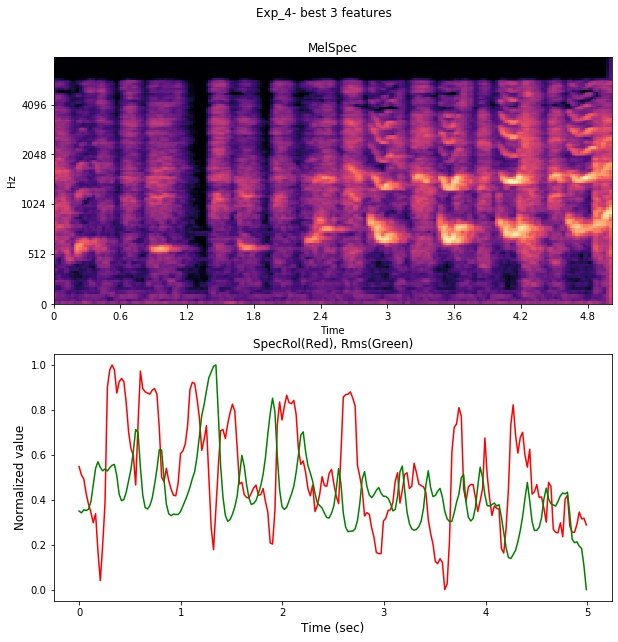 Exp_4- best 3 features
MelSpec
4096
2048
1024
512
0
Hz
0 0.6 1.2 1.8 2.4 3 3.6 4.2 4.8
Time
SpecRol(Red), Rms(Green)
1.0
0.8
0.6
0.4
0.2
0.0
Normalized value
0 1 2 3 4 5
Time (sec)